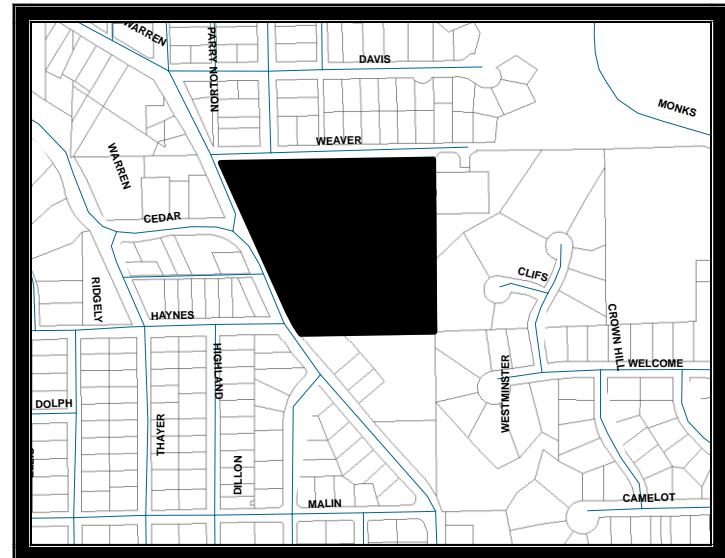 WARREN
PARRY NORTON
DAVIS
MONKS
WEAVER
WARREN
CEDAR
CLIFS
RIDGELY
HAYNES
CROWN HILL
HIGHLAND
WELCOME
WESTMINSTER
DOLPH
THAYER
DILLON
MALIN
CAMELOT